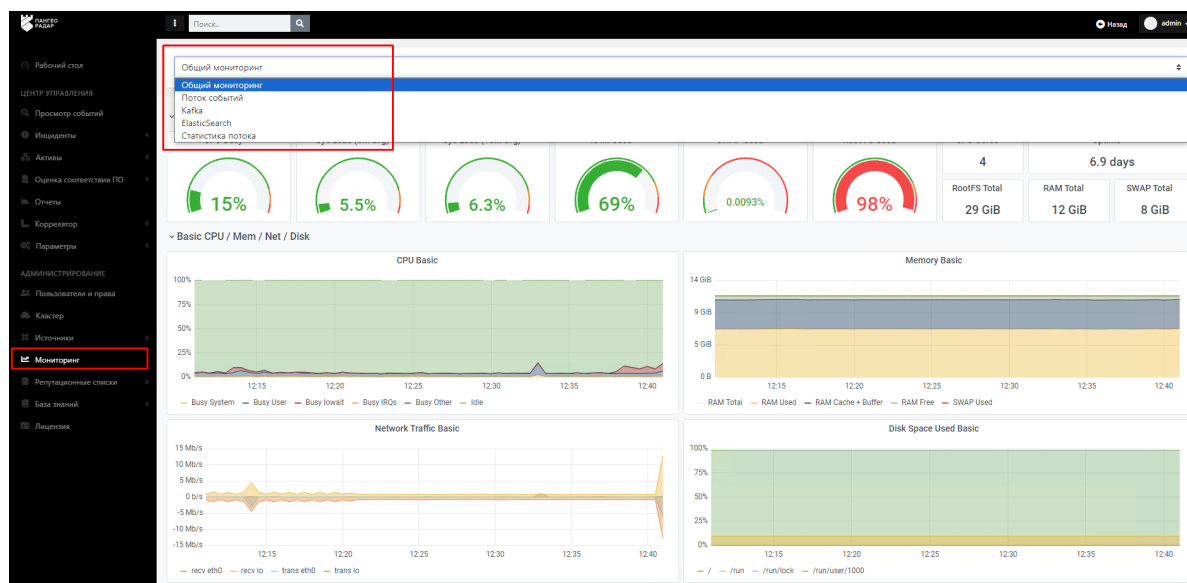 ПАНГЕО РАДАР
Поиск..
Назад
admin
Рабочий стол
ЦЕНТР УПРАВЛЕНИЯ
Просмотр событий
Инциденты
Активы
Оценка соответствия ПО
Отчеты
Коррелятор
Параметры
АДМИНИСТРИРОВАНИЕ
Пользователи и права
Кластер
Источники
Мониторинг
Репутационные списки
База знаний
Лицензия
Общий мониторинг
Общий мониторинг
Поток событий
Kafka
ElasticSearch
Статистика потока
15%
5.5%
6.3%
69%
0.0093%
98%
4
6.9 days
RootFS Total
RAM Total
SWAP Total
29 GiB
12 GiB
8 GiB
Basic CPU / Mem / Net / Disk
CPU Basic
100%
75%
50%
25%
0%
12:15 12:20 12:25 12:30 12:35 12:40
Busy System Busy User Busy Iowait Busy IRQs Busy Other Idle
Memory Basic
14 GiB
9 GiB
5 GiB
0 B
12:15 12:20 12:25 12:30 12:35 12:40
RAM Total RAM Used RAM Cache + Buffer RAM Free SWAP Used
Network Traffic Basic
15 Mb/s
10 Mb/s
5 Mb/s
0 b/s
-5 Mb/s
-10 Mb/s
-15 Mb/s
12:15 12:20 12:25 12:30 12:35 12:40
recv eth0 recv lo trans eth0 trans lo
Disk Space Used Basic
100%
75%
50%
25%
0%
12:15 12:20 12:25 12:30 12:35 12:40
/ /run /run/lock /run/user/1000